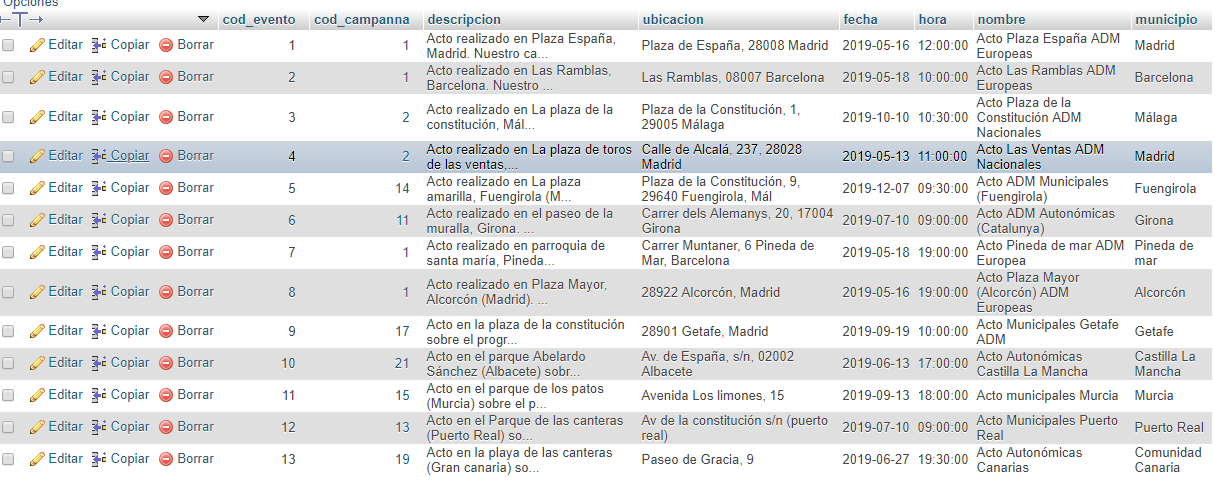 Opciones
cod_evento cod_campanna descripcion ubicacion fecha hora nombre municipio
Editar Copiar Borrar 1 1 Acto realizado en Plaza España, Madrid. Nuestro ca... Plaza de España, 28008 Madrid 2019-05-16 12:00:00 Acto Plaza España ADM Europeas Madrid
Editar Copiar Borrar 2 1 Acto realizado en Las Ramblas, Barcelona. Nuestro ... Las Ramblas, 08007 Barcelona 2019-05-18 10:00:00 Acto Las Ramblas ADM Europeas Barcelona
Editar Copiar Borrar 3 2 Acto realizado en La plaza de la constitución, Mál... Plaza de la Constitución, 1, 29005 Málaga 2019-10-10 10:30:00 Acto Plaza de la Constitución ADM Nacionales Málaga
Editar Copiar Borrar 4 2 Acto realizado en La plaza de toros de las ventas,... Calle de Alcalá, 237, 28028 Madrid 2019-05-13 11:00:00 Acto Las Ventas ADM Nacionales Madrid
Editar Copiar Borrar 5 14 Acto realizado en La plaza amarilla, Fuengirola (M... Plaza de la Constitución, 9, 29640 Fuengirola, Mál 2019-12-07 09:30:00 Acto ADM Municipales (Fuengirola) Fuengirola
Editar Copiar Borrar 6 11 Acto realizado en el paseo de la muralla, Girona. ... Carrer dels Alemanys, 20, 17004 Girona 2019-07-10 09:00:00 Acto ADM Autonómicas (Catalunya) Girona
Editar Copiar Borrar 7 1 Acto realizado en parroquia de santa maría, Pineda... Carrer Muntaner, 6 Pineda de Mar, Barcelona 2019-05-18 19:00:00 Acto Pineda de mar ADM Europea Pineda de mar
Editar Copiar Borrar 8 1 Acto realizado en Plaza Mayor, Alcorcón (Madrid). ... 28922 Alcorcón, Madrid 2019-05-16 19:00:00 Acto Plaza Mayor (Alcorcón) ADM Europeas Alcorcón
Editar Copiar Borrar 9 17 Acto en la plaza de la constitución sobre el progr... 28901 Getafe, Madrid 2019-09-19 10:00:00 Acto Municipales Getafe ADM Getafe
Editar Copiar Borrar 10 21 Acto en el parque Abelardo Sánchez (Albacete) sobr... Av. de España, s/n, 02002 Albacete 2019-06-13 17:00:00 Acto Autonómicas Castilla La Mancha Castilla La Mancha
Editar Copiar Borrar 11 15 Acto en el parque de los patos (Murcia) sobre el p... Avenida Los limones, 15 2019-09-13 18:00:00 Acto municipales Murcia Murcia
Editar Copiar Borrar 12 13 Acto en el Parque de las canteras (Puerto Real) so... Av de la constitución s/n (puerto real) 2019-07-10 09:00:00 Acto Municipales Puerto Real Puerto Real
Editar Copiar Borrar 13 19 Acto en la playa de las canteras (Gran canaria) so... Paseo de Gracia, 9 2019-06-27 19:30:00 Acto Autonómicas Canarias Comunidad Canaria